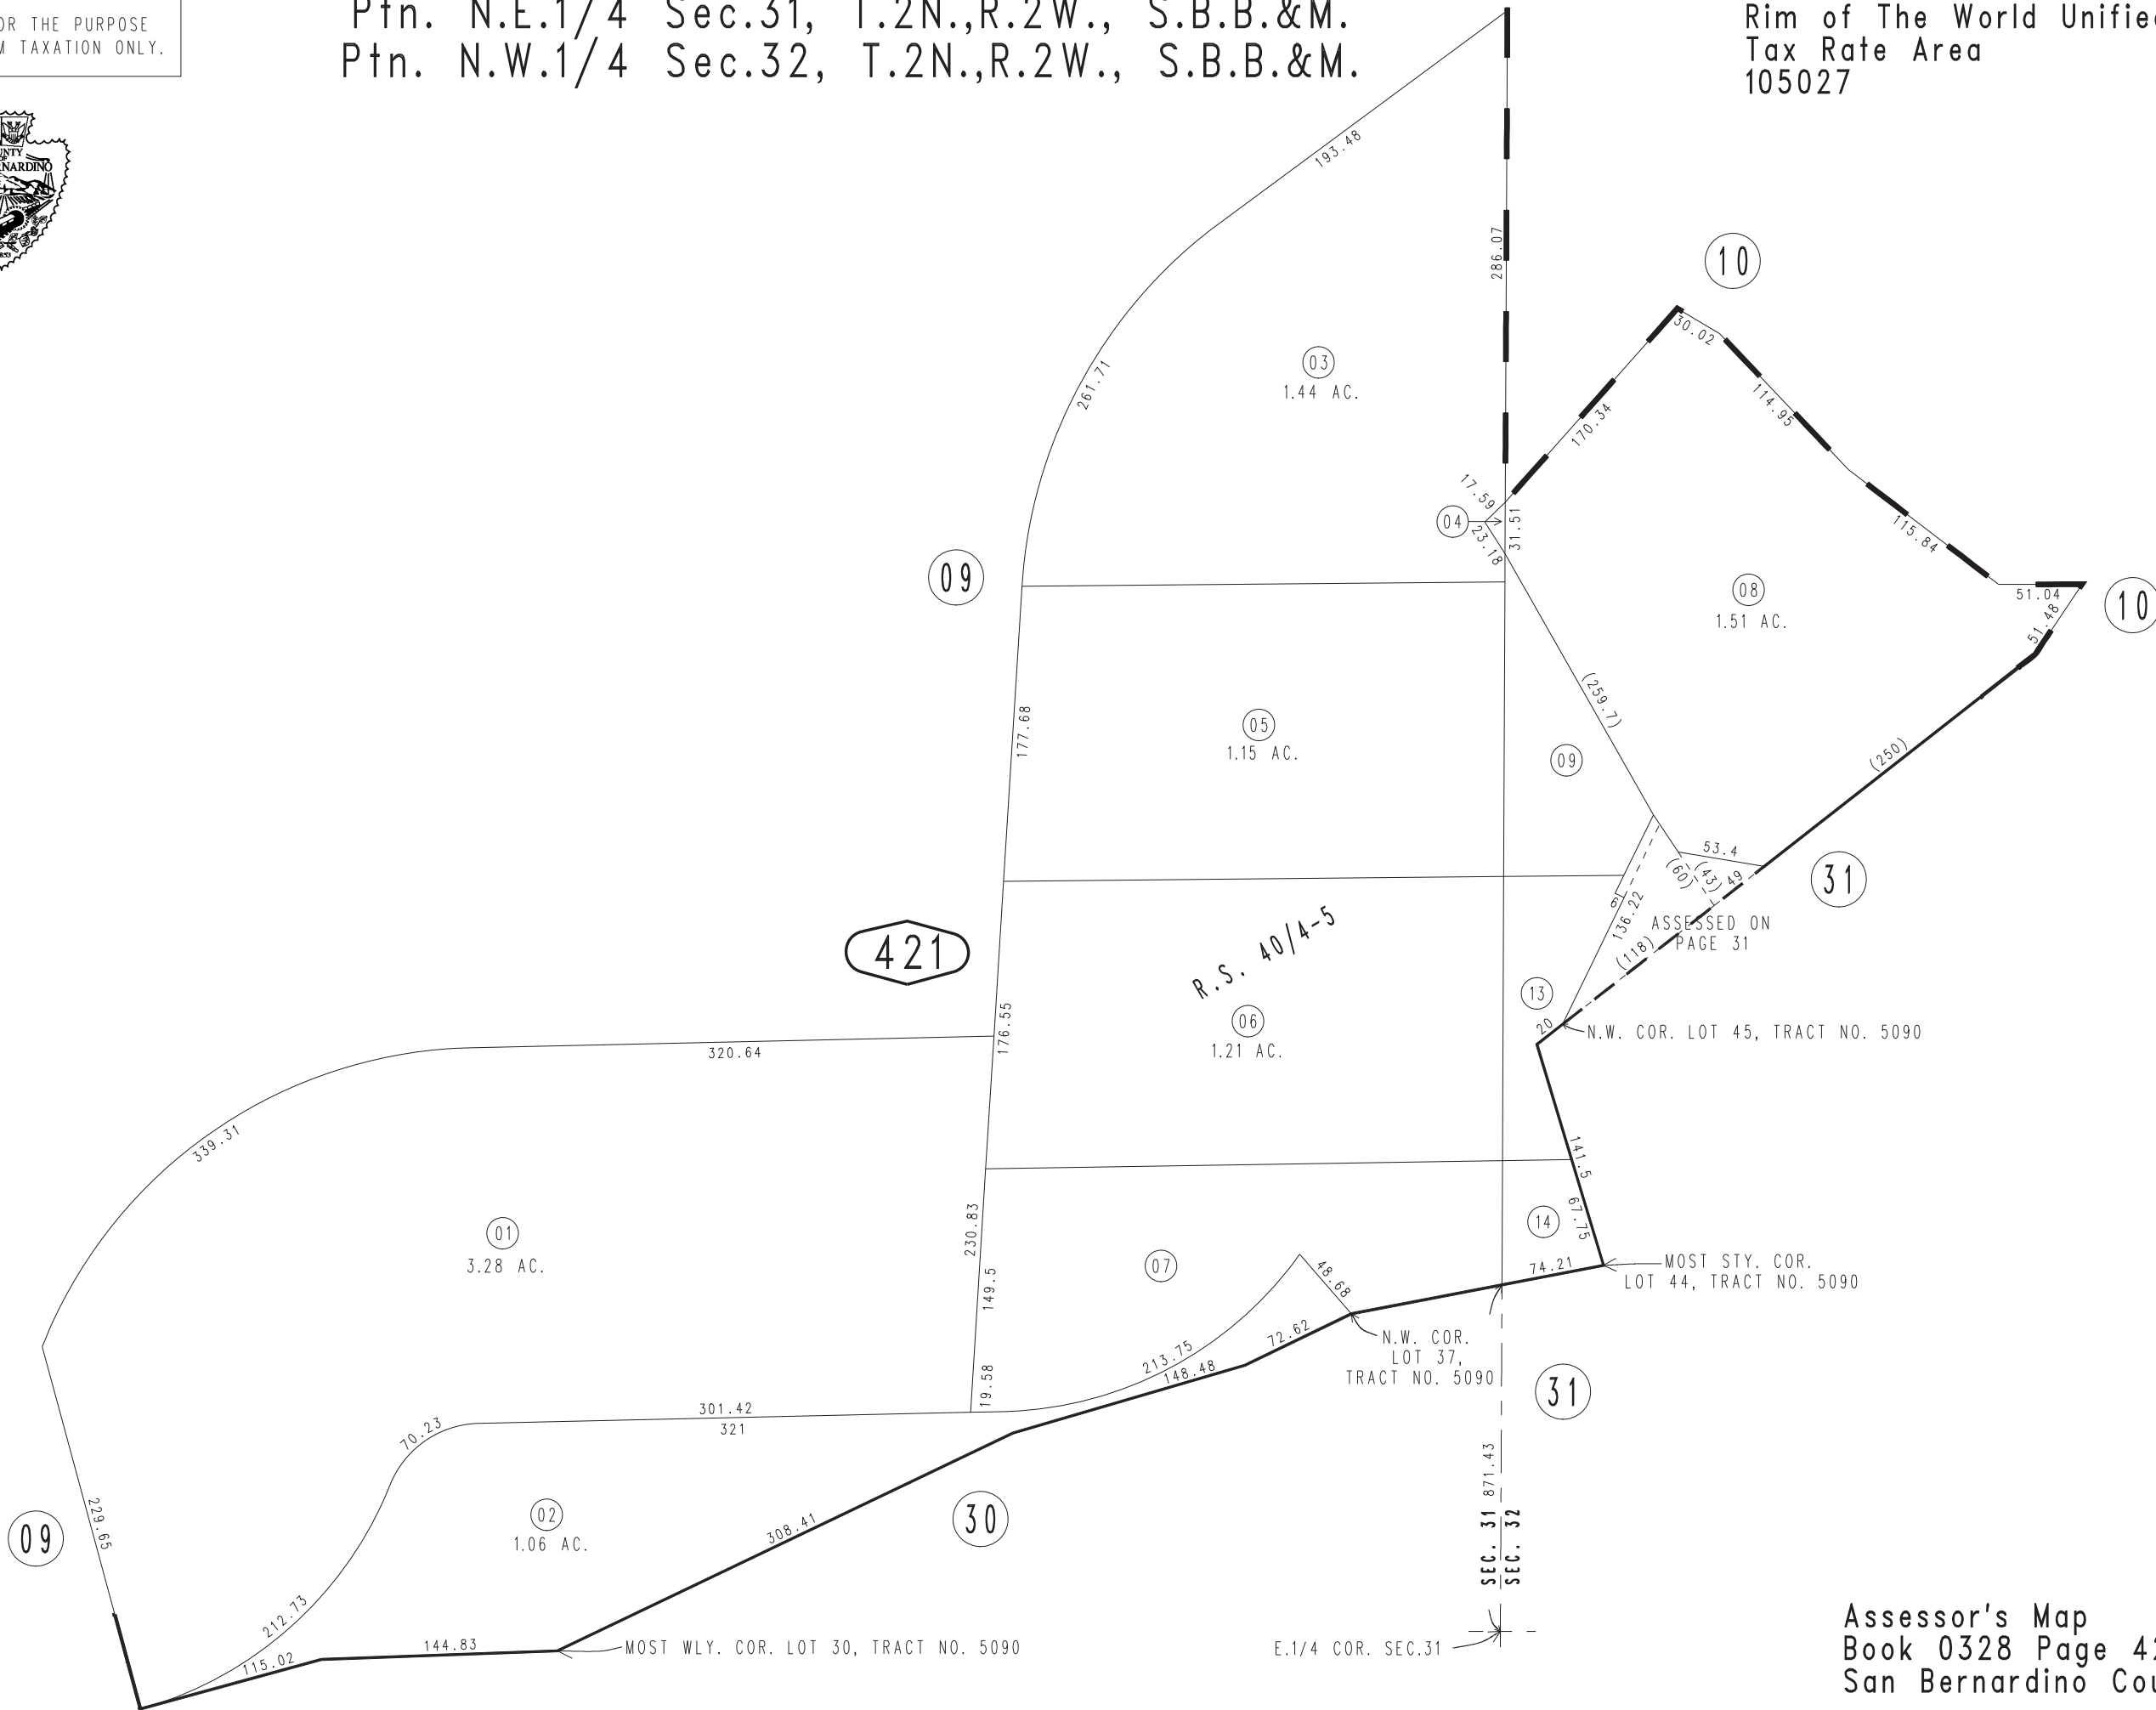 OR THE PURPOSE
M TAXATION ONLY.
Ptn. N.E.1/4 Sec.31, T.2N.,R.2W., S.B.B.&M.
Ptn. N.W.1/4 Sec.32, T.2N.,R.2W., S.B.B.&M.
Rim of The World Unified
Tax Rate Area
105027
UNTY
OF
RNARDINO
1853
193.48
286.07
10
30.02
03
1.44 AC.
261.71
170.34
114.95
17.59
04
31.51
23.18
115.84
09
08
1.51 AC.
51.04
10
51.48
(259.7)
177.68
05
1.15 AC.
09
(250)
53.4
(60)
(43)
49
31
6
136.22
ASSESSED ON
PAGE 31
(118)
421
R.S. 40/4-5
13
176.55
06
1.21 AC.
20
N.W. COR. LOT 45, TRACT NO. 5090
320.64
339.31
141.5
67.75
230.83
01
3.28 AC.
14
07
149.5
48.68
74.21
MOST STY. COR.
LOT 44, TRACT NO. 5090
72.62
N.W. COR.
LOT 37,
TRACT NO. 5090
213.75
148.48
19.58
31
301.42
321
70.23
871.43
SEC. 31
SEC. 32
229.65
09
02
1.06 AC.
308.41
30
212.73
115.02
144.83
MOST WLY. COR. LOT 30, TRACT NO. 5090
E.1/4 COR. SEC.31
Assessor's Map
Book 0328 Page 42
San Bernardino Cou